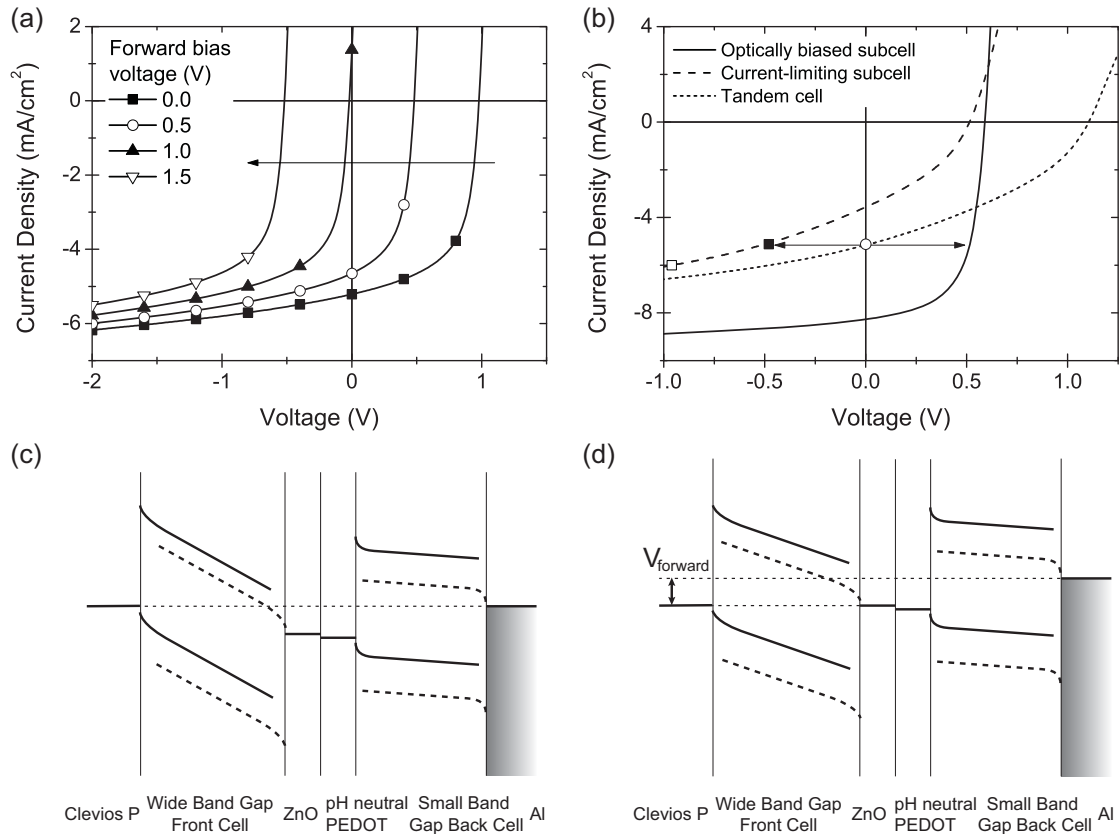 (a)
Forward bias
voltage (V)
0.0
0.5
1.0
1.5
2
0
-2
-4
-6
-2
-1
0
1
Current Density (mA/cm²)
Voltage (V)
(b)
Optically biased subcell
Current-limiting subcell
Tandem cell
4
0
-4
-8
-1.0
-0.5
0.0
0.5
1.0
Current Density (mA/cm²)
Voltage (V)
(c)
Clevios P
Wide Band Gap
Front Cell
ZnO
pH neutral
PEDOT
Small Band
Gap Back Cell
Al
(d)
Vforward
Clevios P
Wide Band Gap
Front Cell
ZnO
pH neutral
PEDOT
Small Band
Gap Back Cell
Al